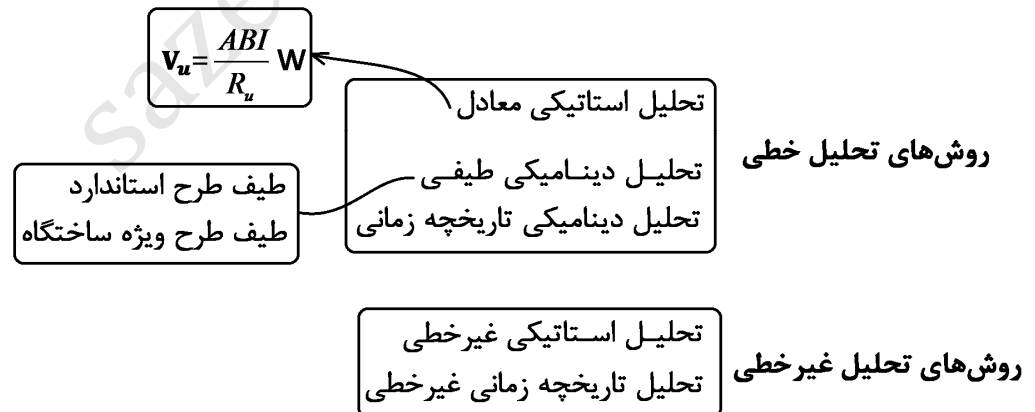 V_u = \frac{ABI}{R_u} W
روش‌های تحلیل خطی
تحلیل استاتیکی معادل
تحلیل دینامیکی طیفی
تحلیل دینامیکی تاریخچه زمانی
طیف طرح استاندارد
طیف طرح ویژه ساختگاه
روش‌های تحلیل غیرخطی
تحلیل استاتیکی غیرخطی
تحلیل تاریخچه زمانی غیرخطی